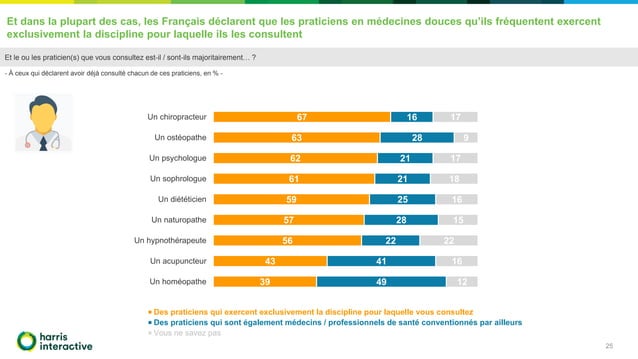 Et dans la plupart des cas, les Français déclarent que les praticiens en médecines douces qu'ils fréquentent exercent
exclusivement la discipline pour laquelle ils les consultent
Et le ou les praticien(s) que vous consultez est-il / sont-ils majoritairement… ?
- À ceux qui déclarent avoir déjà consulté chacun de ces praticiens, en % -
Un chiropracteur 67 16 17
Un ostéopathe 63 28 9
Un psychologue 62 21 17
Un sophrologue 61 21 18
Un diététicien 59 25 16
Un naturopathe 57 28 15
Un hypnothérapeute 56 22 22
Un acupuncteur 43 41 16
Un homéopathe 39 49 12
Des praticiens qui exercent exclusivement la discipline pour laquelle vous consultez
Des praticiens qui sont également médecins / professionnels de santé conventionnés par ailleurs
Vous ne savez pas
harris
interactive
25